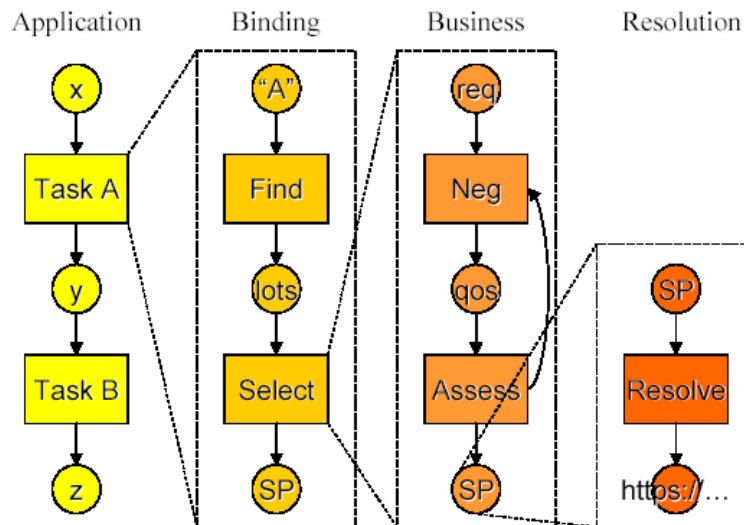 Application
Binding
Business
Resolution
x
"A"
req
Task A
Find
Neg
y
lots
qos
SP
Task B
Select
Assess
Resolve
z
SP
SP
https://...